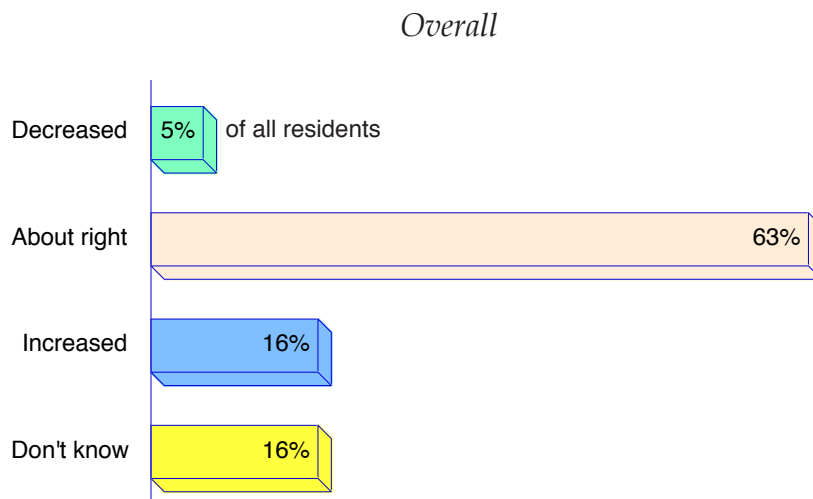 Overall
Decreased 5% of all residents
About right 63%
Increased 16%
Don't know 16%